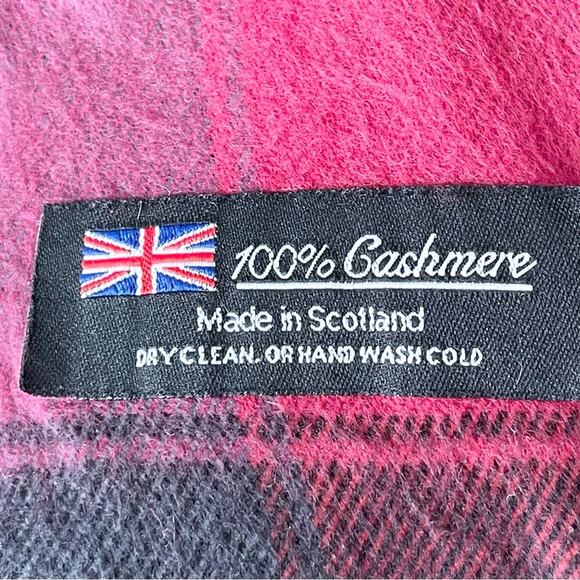 100% Cashmere
Made in Scotland
DRY CLEAN. OR HAND WASH COLD